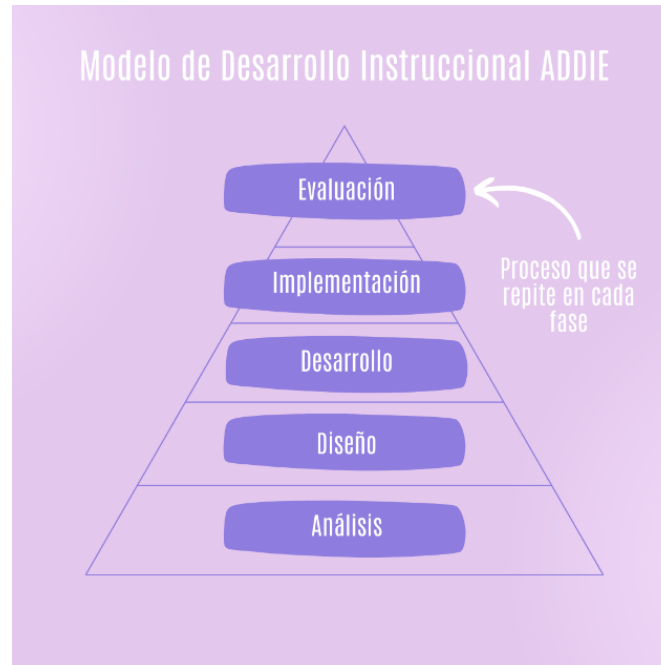 Modelo de Desarrollo Instruccional ADDIE
Evaluación
Proceso que se
repite en cada
fase
Implementación
Desarrollo
Diseño
Análisis